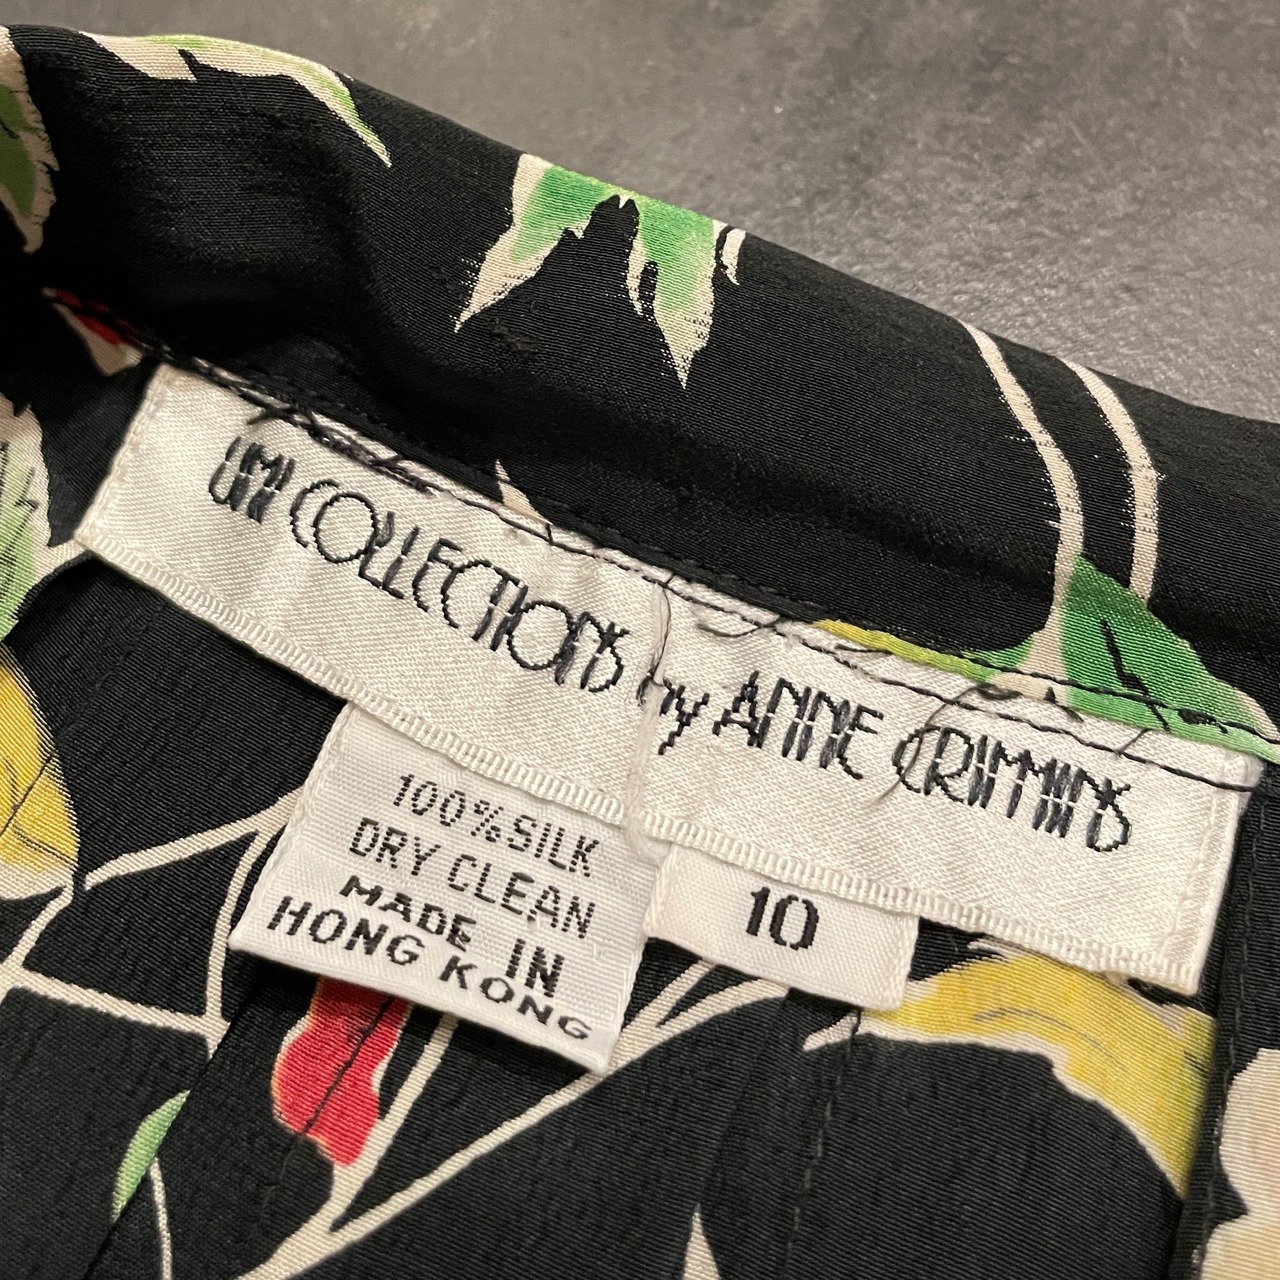 UMI COLLECTIONS by ANNE CRIMMINS
100% SILK
DRY CLEAN
MADE IN
HONG KONG
10